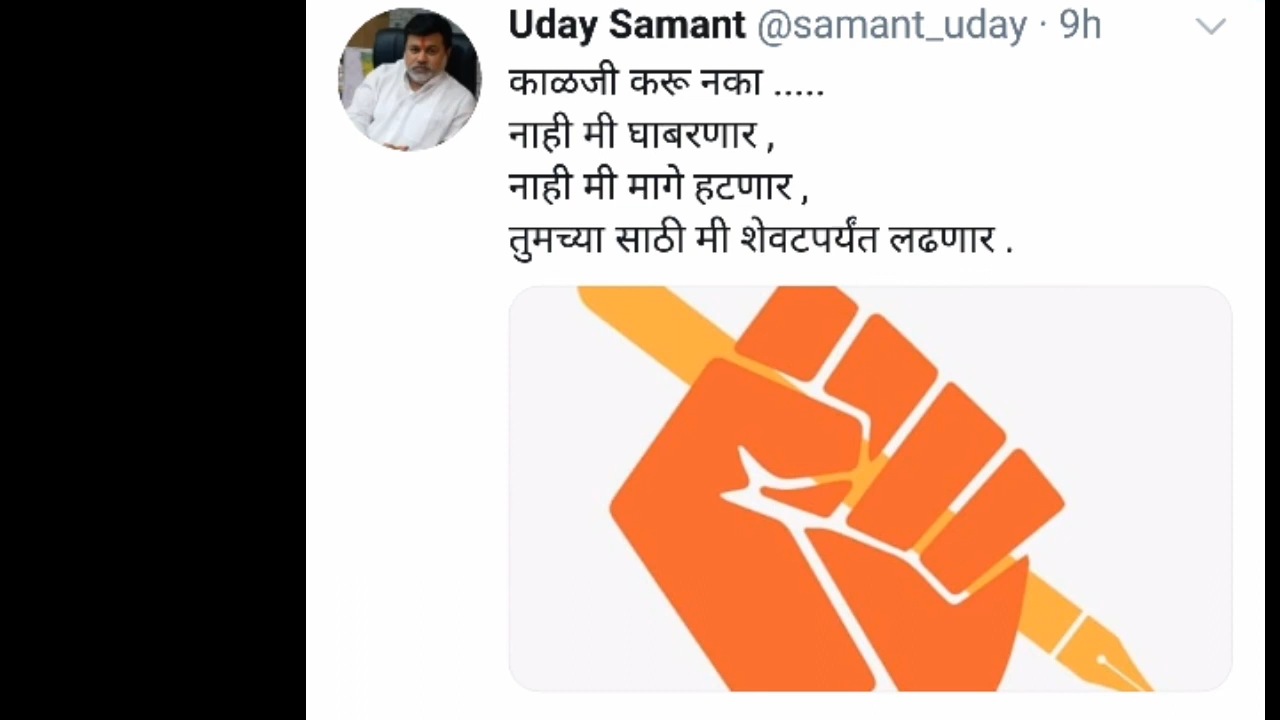 Uday Samant @samant_uday · 9h
काळजी करू नका .....
नाही मी घाबरणार ,
नाही मी मागे हटणार ,
तुमच्या साठी मी शेवटपर्यंत लढणार .